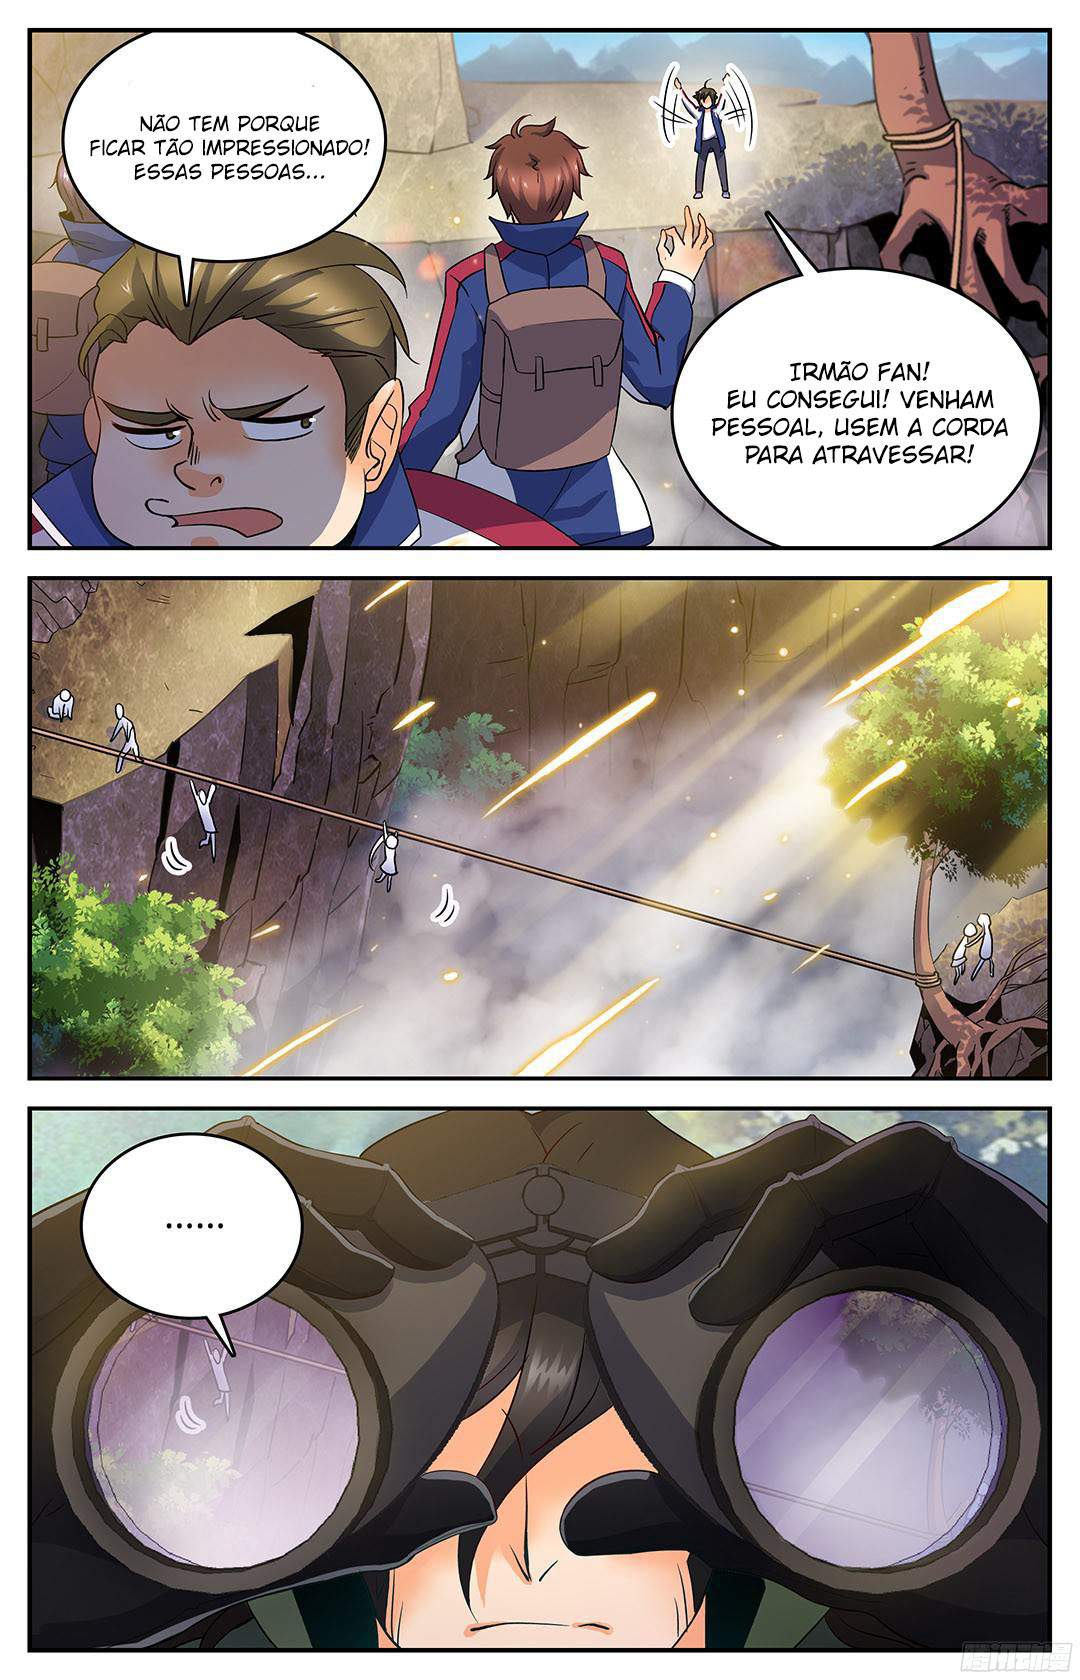 NÃO TEM PORQUE
FICAR TÃO IMPRESSIONADO!
ESSAS PESSOAS...
IRMÃO FAN!
EU CONSEGUI! VENHAM
PESSOAL, USEM A CORDA
PARA ATRAVESSAR!
......